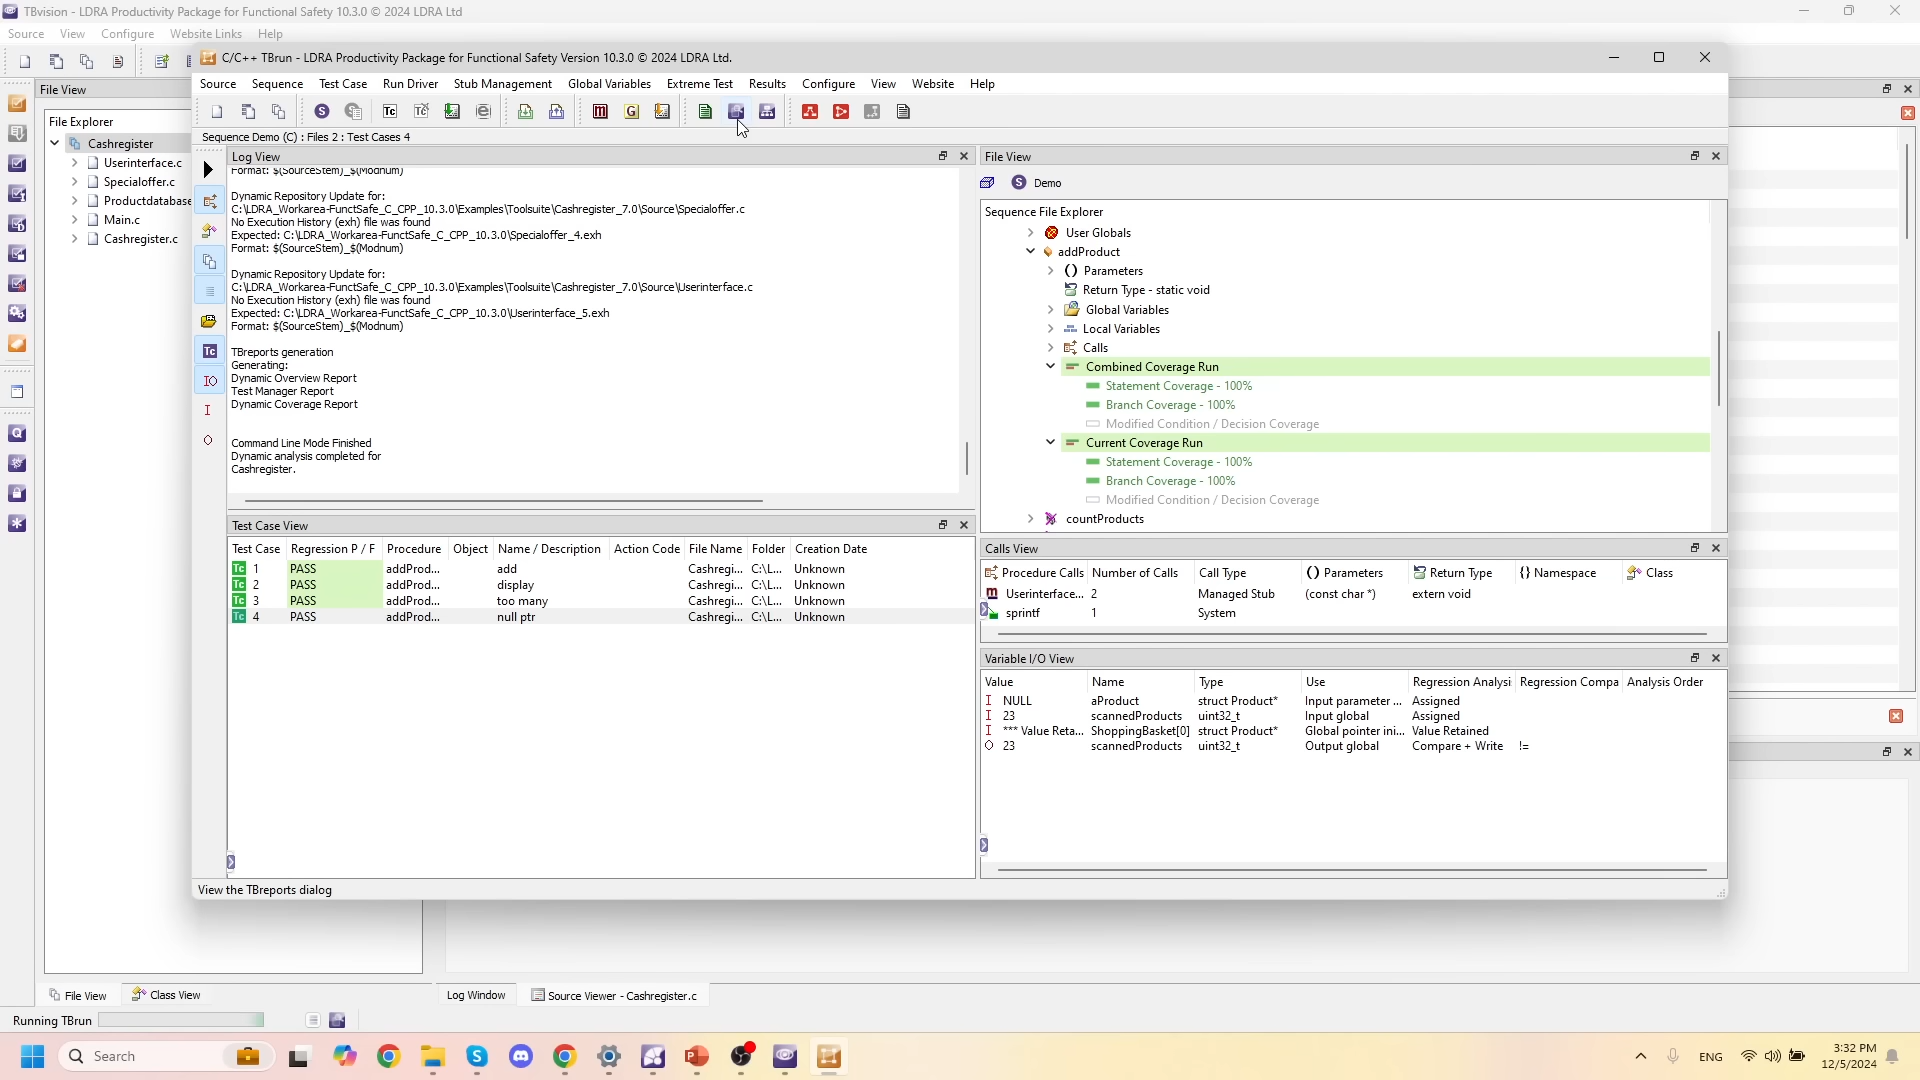 TBvision - LDRA Productivity Package for Functional Safety 10.3.0 © 2024 LDRA Ltd
Source View Configure Website Links Help
C/C++ TBrun - LDRA Productivity Package for Functional Safety Version 10.3.0 © 2024 LDRA Ltd.
Source Sequence Test Case Run Driver Stub Management Global Variables Extreme Test Results Configure View Website Help
Sequence Demo (C) : Files 2 : Test Cases 4
File View
File Explorer
Cashregister
Userinterface.c
Specialoffer.c
Productdatabase
Main.c
Cashregister.c
Log View
Format: $(SourceStem)_$(Modnum)
Dynamic Repository Update for:
C:\LDRA_Workarea-FunctSafe_C_CPP_10.3.0\Examples\Toolsuite\Cashregister_7.0\Source\Specialoffer.c
No Execution History (exh) file was found
Expected: C:\LDRA_Workarea-FunctSafe_C_CPP_10.3.0\Specialoffer_4.exh
Format: $(SourceStem)_$(Modnum)
Dynamic Repository Update for:
C:\LDRA_Workarea-FunctSafe_C_CPP_10.3.0\Examples\Toolsuite\Cashregister_7.0\Source\Userinterface.c
No Execution History (exh) file was found
Expected: C:\LDRA_Workarea-FunctSafe_C_CPP_10.3.0\Userinterface_5.exh
Format: $(SourceStem)_$(Modnum)
TBreports generation
Generating:
Dynamic Overview Report
Test Manager Report
Dynamic Coverage Report
Command Line Mode Finished
Dynamic analysis completed for
Cashregister.
File View
S Demo
Sequence File Explorer
User Globals
addProduct
() Parameters
Return Type - static void
Global Variables
Local Variables
Calls
Combined Coverage Run
Statement Coverage - 100%
Branch Coverage - 100%
Modified Condition / Decision Coverage
Current Coverage Run
Statement Coverage - 100%
Branch Coverage - 100%
Modified Condition / Decision Coverage
countProducts
Test Case View
Test Case Regression P / F Procedure Object Name / Description Action Code File Name Folder Creation Date
Tc 1 PASS addProd... add Cashregi... C:\L... Unknown
Tc 2 PASS addProd... display Cashregi... C:\L... Unknown
Tc 3 PASS addProd... too many Cashregi... C:\L... Unknown
Tc 4 PASS addProd... null ptr Cashregi... C:\L... Unknown
Calls View
Procedure Calls Number of Calls Call Type () Parameters Return Type {} Namespace Class
m Userinterface... 2 Managed Stub (const char *) extern void
sprintf 1 System
Variable I/O View
Value Name Type Use Regression Analysi Regression Compa Analysis Order
I NULL aProduct struct Product* Input parameter ... Assigned
I 23 scannedProducts uint32_t Input global Assigned
I *** Value Reta... ShoppingBasket[0] struct Product* Global pointer ini... Value Retained
O 23 scannedProducts uint32_t Output global Compare + Write !=
View the TBreports dialog
File View Class View Log Window Source Viewer - Cashregister.c
Running TBrun
Search
ENG
3:32 PM
12/5/2024